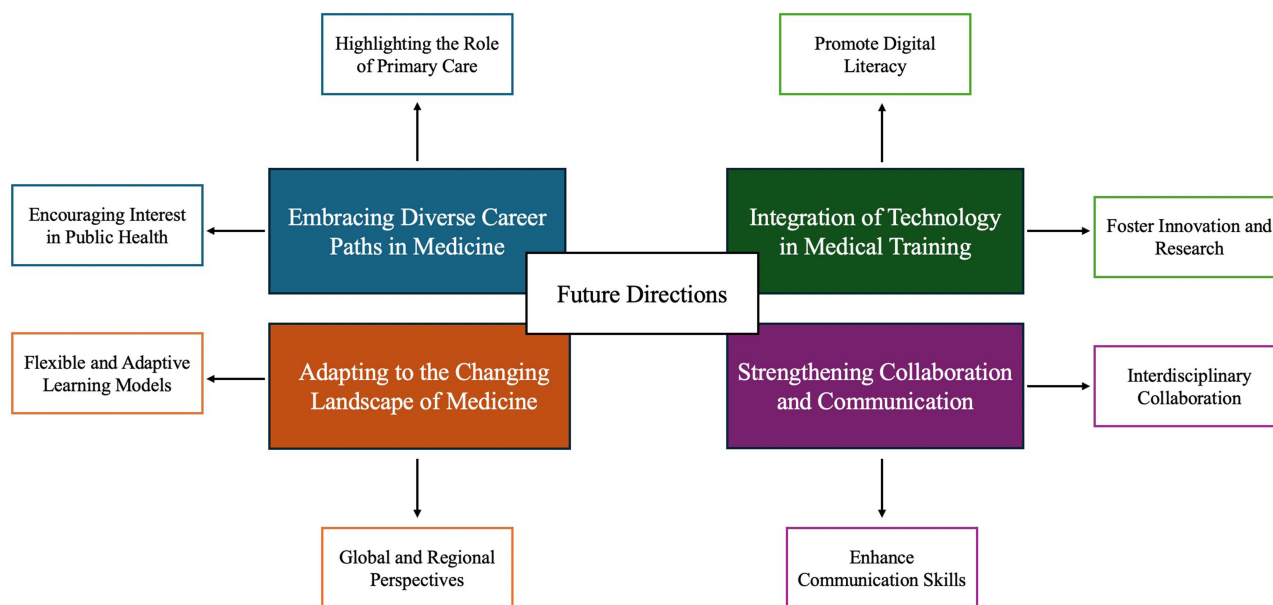 Highlighting the Role
of Primary Care
Promote Digital
Literacy
Encouraging Interest
in Public Health
Embracing Diverse Career
Paths in Medicine
Integration of Technology
in Medical Training
Foster Innovation and
Research
Future Directions
Flexible and Adaptive
Learning Models
Adapting to the Changing
Landscape of Medicine
Strengthening Collaboration
and Communication
Interdisciplinary
Collaboration
Global and Regional
Perspectives
Enhance
Communication Skills